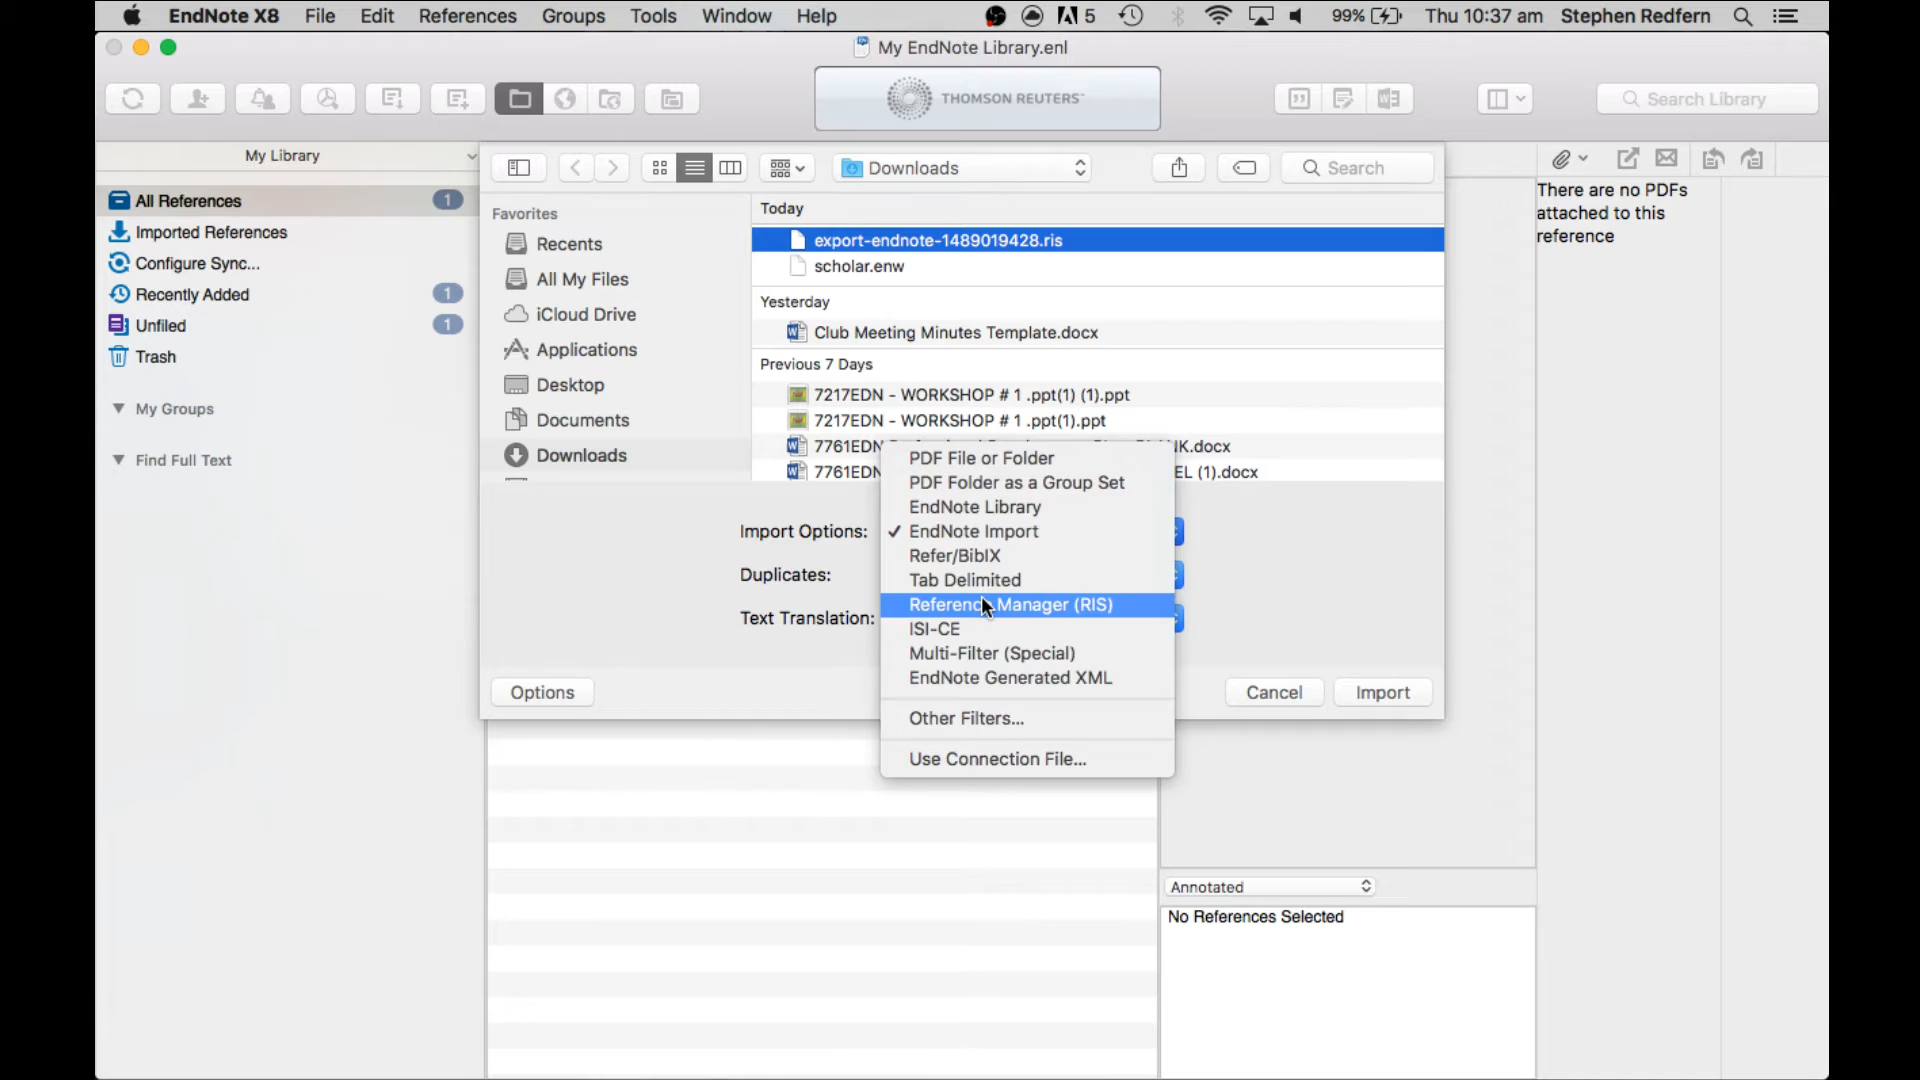 EndNote X8 File Edit References Groups Tools Window Help 5 99% Thu 10:37 am Stephen Redfern
My EndNote Library.enl
THOMSON REUTERS
Search Library
My Library
All References 1
Imported References
Configure Sync...
Recently Added 1
Unfiled 1
Trash
My Groups
Find Full Text
Downloads
Search
Favorites
Recents
All My Files
iCloud Drive
Applications
Desktop
Documents
Downloads
Today
export-endnote-1489019428.ris
scholar.enw
Yesterday
Club Meeting Minutes Template.docx
Previous 7 Days
7217EDN - WORKSHOP # 1 .ppt(1) (1).ppt
7217EDN - WORKSHOP # 1 .ppt(1).ppt
7761EDN
7761EDN (1).docx
Import Options:
Duplicates:
Text Translation:
PDF File or Folder
PDF Folder as a Group Set
EndNote Library
✓ EndNote Import
Refer/BibIX
Tab Delimited
Reference Manager (RIS)
ISI-CE
Multi-Filter (Special)
EndNote Generated XML
Other Filters...
Use Connection File...
Options
Cancel
Import
There are no PDFs
attached to this
reference
Annotated
No References Selected